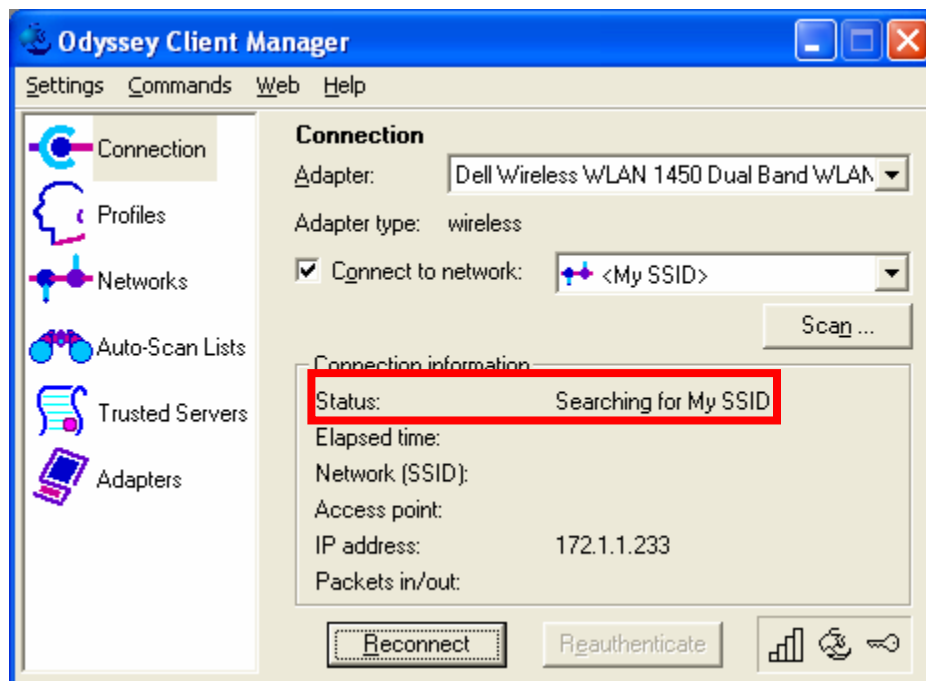 Odyssey Client Manager
Settings Commands Web Help
Connection
Profiles
Networks
Auto-Scan Lists
Trusted Servers
Adapters
Connection
Adapter: Dell Wireless WLAN 1450 Dual Band WLAN
Adapter type: wireless
Connect to network: <My SSID>
Scan ...
Connection information
Status: Searching for My SSID
Elapsed time:
Network (SSID):
Access point:
IP address: 172.1.1.233
Packets in/out:
Reconnect Reauthenticate